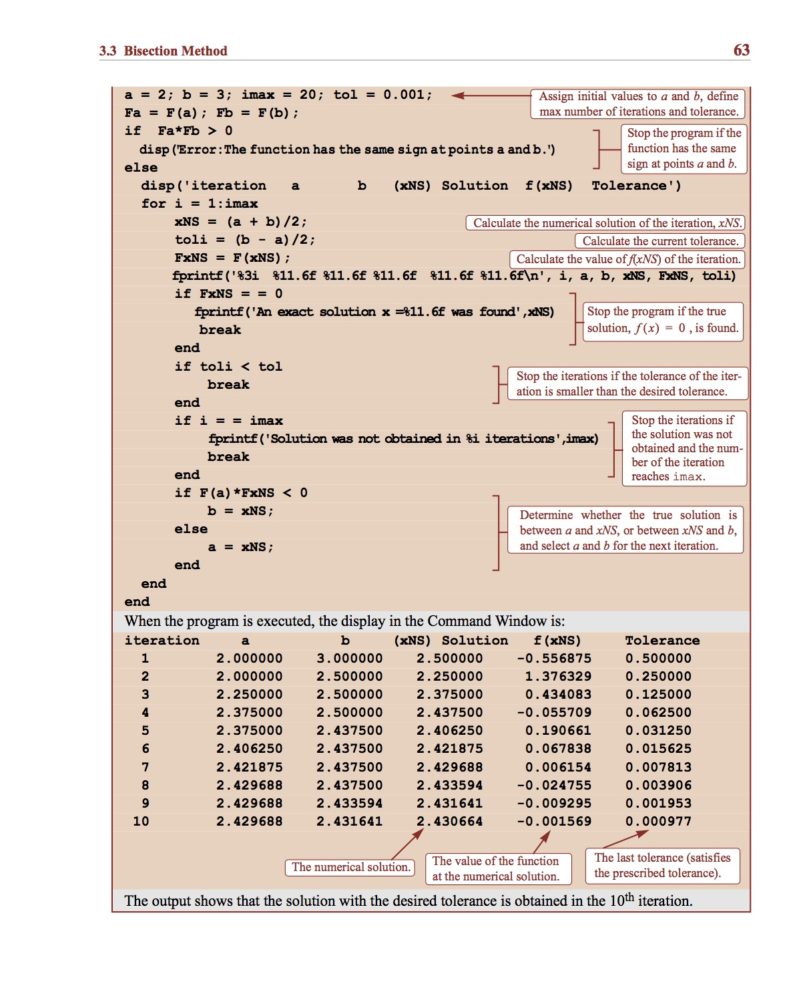 3.3 Bisection Method 63
a = 2; b = 3; imax = 20; tol = 0.001;
Assign initial values to a and b, define
max number of iterations and tolerance.
Fa = F(a); Fb = F(b);
if Fa*Fb > 0
Stop the program if the
function has the same
sign at points a and b.
disp('Error:The function has the same sign at points a and b.')
else
disp('iteration a b (xNS) Solution f(xNS) Tolerance')
for i = 1:imax
xNS = (a + b)/2;
Calculate the numerical solution of the iteration, xNS.
toli = (b - a)/2;
Calculate the current tolerance.
FxNS = F(xNS);
Calculate the value of f(xNS) of the iteration.
fprintf('%3i %11.6f %11.6f %11.6f %11.6f %11.6f\n', i, a, b, xNS, FxNS, toli)
if FxNS = = 0
fprintf('An exact solution x =%11.6f was found',xNS)
break
Stop the program if the true
solution, f(x) = 0 , is found.
end
if toli < tol
break
Stop the iterations if the tolerance of the iter-
ation is smaller than the desired tolerance.
end
if i = = imax
fprintf('Solution was not obtained in %i iterations',imax)
break
Stop the iterations if
the solution was not
obtained and the num-
ber of the iteration
reaches imax.
end
if F(a)*FxNS < 0
b = xNS;
else
a = xNS;
Determine whether the true solution is
between a and xNS, or between xNS and b,
and select a and b for the next iteration.
end
end
end
When the program is executed, the display in the Command Window is:
iteration a b (xNS) Solution f(xNS) Tolerance
1 2.000000 3.000000 2.500000 -0.556875 0.500000
2 2.000000 2.500000 2.250000 1.376329 0.250000
3 2.250000 2.500000 2.375000 0.434083 0.125000
4 2.375000 2.500000 2.437500 -0.055709 0.062500
5 2.375000 2.437500 2.406250 0.190661 0.031250
6 2.406250 2.437500 2.421875 0.067838 0.015625
7 2.421875 2.437500 2.429688 0.006154 0.007813
8 2.429688 2.437500 2.433594 -0.024755 0.003906
9 2.429688 2.433594 2.431641 -0.009295 0.001953
10 2.429688 2.431641 2.430664 -0.001569 0.000977
The numerical solution.
The value of the function
at the numerical solution.
The last tolerance (satisfies
the prescribed tolerance).
The output shows that the solution with the desired tolerance is obtained in the 10th iteration.